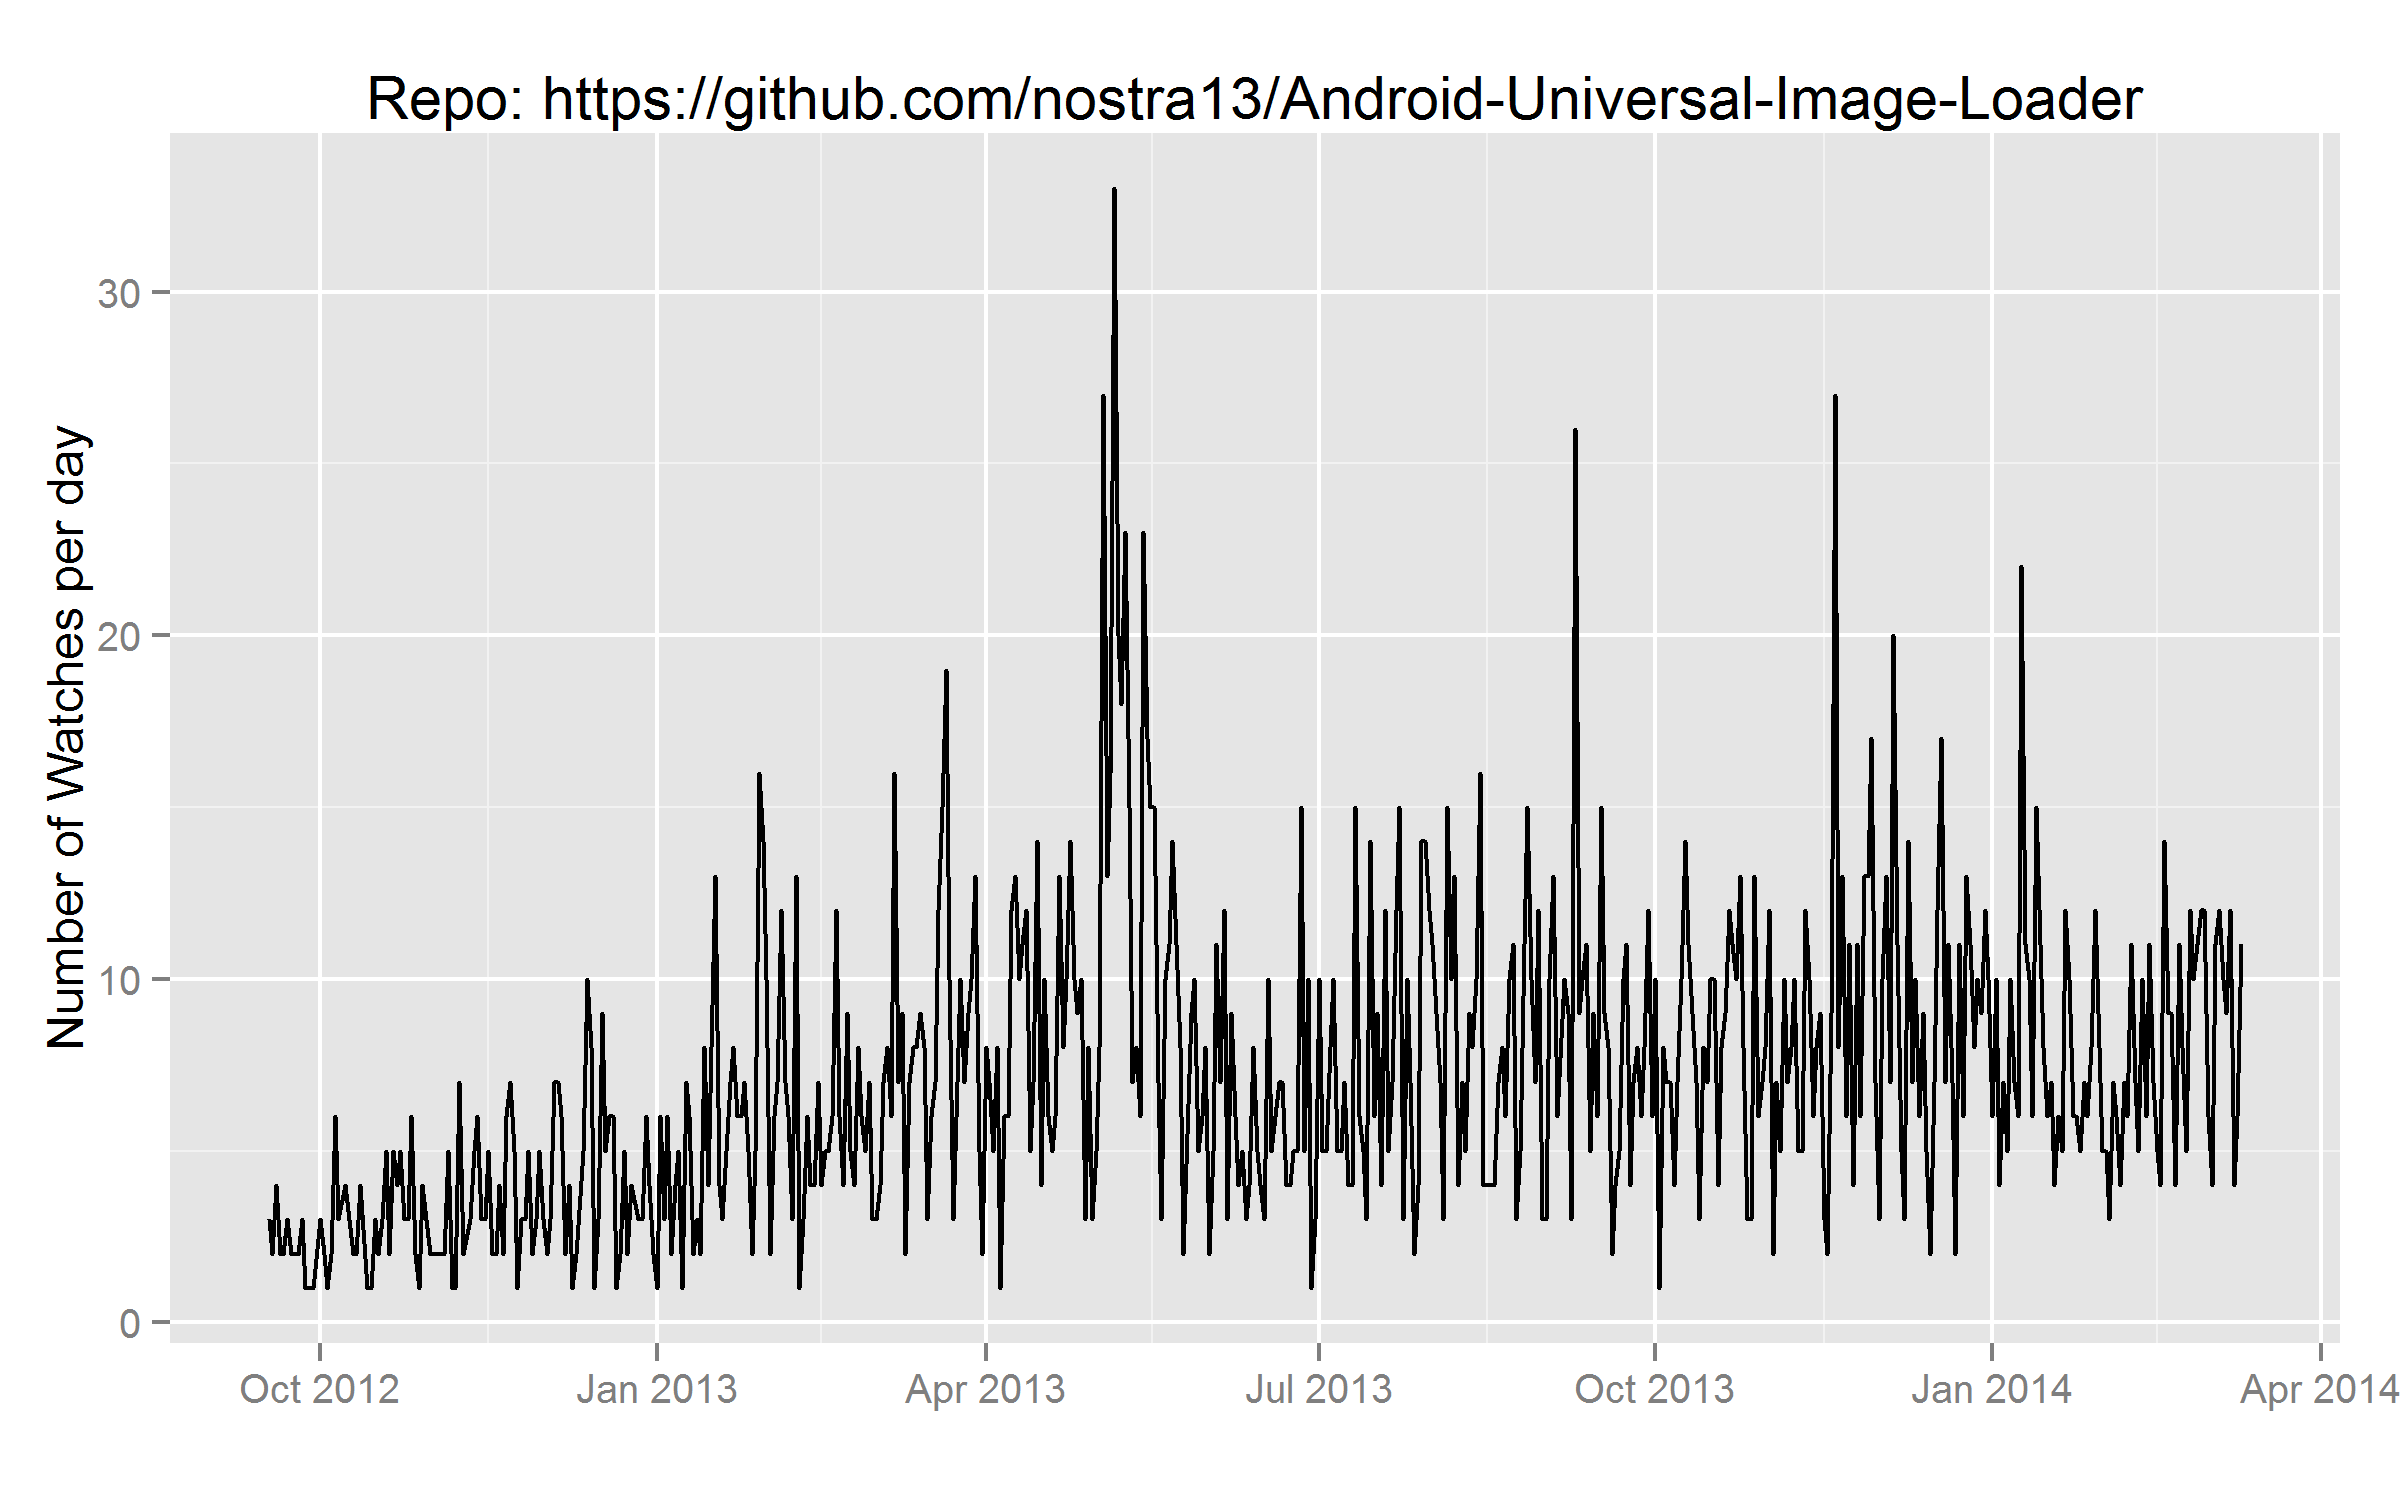 Repo: https://github.com/nostra13/Android-Universal-Image-Loader
Number of Watches per day
30
20
10
0
Oct 2012
Jan 2013
Apr 2013
Jul 2013
Oct 2013
Jan 2014
Apr 2014